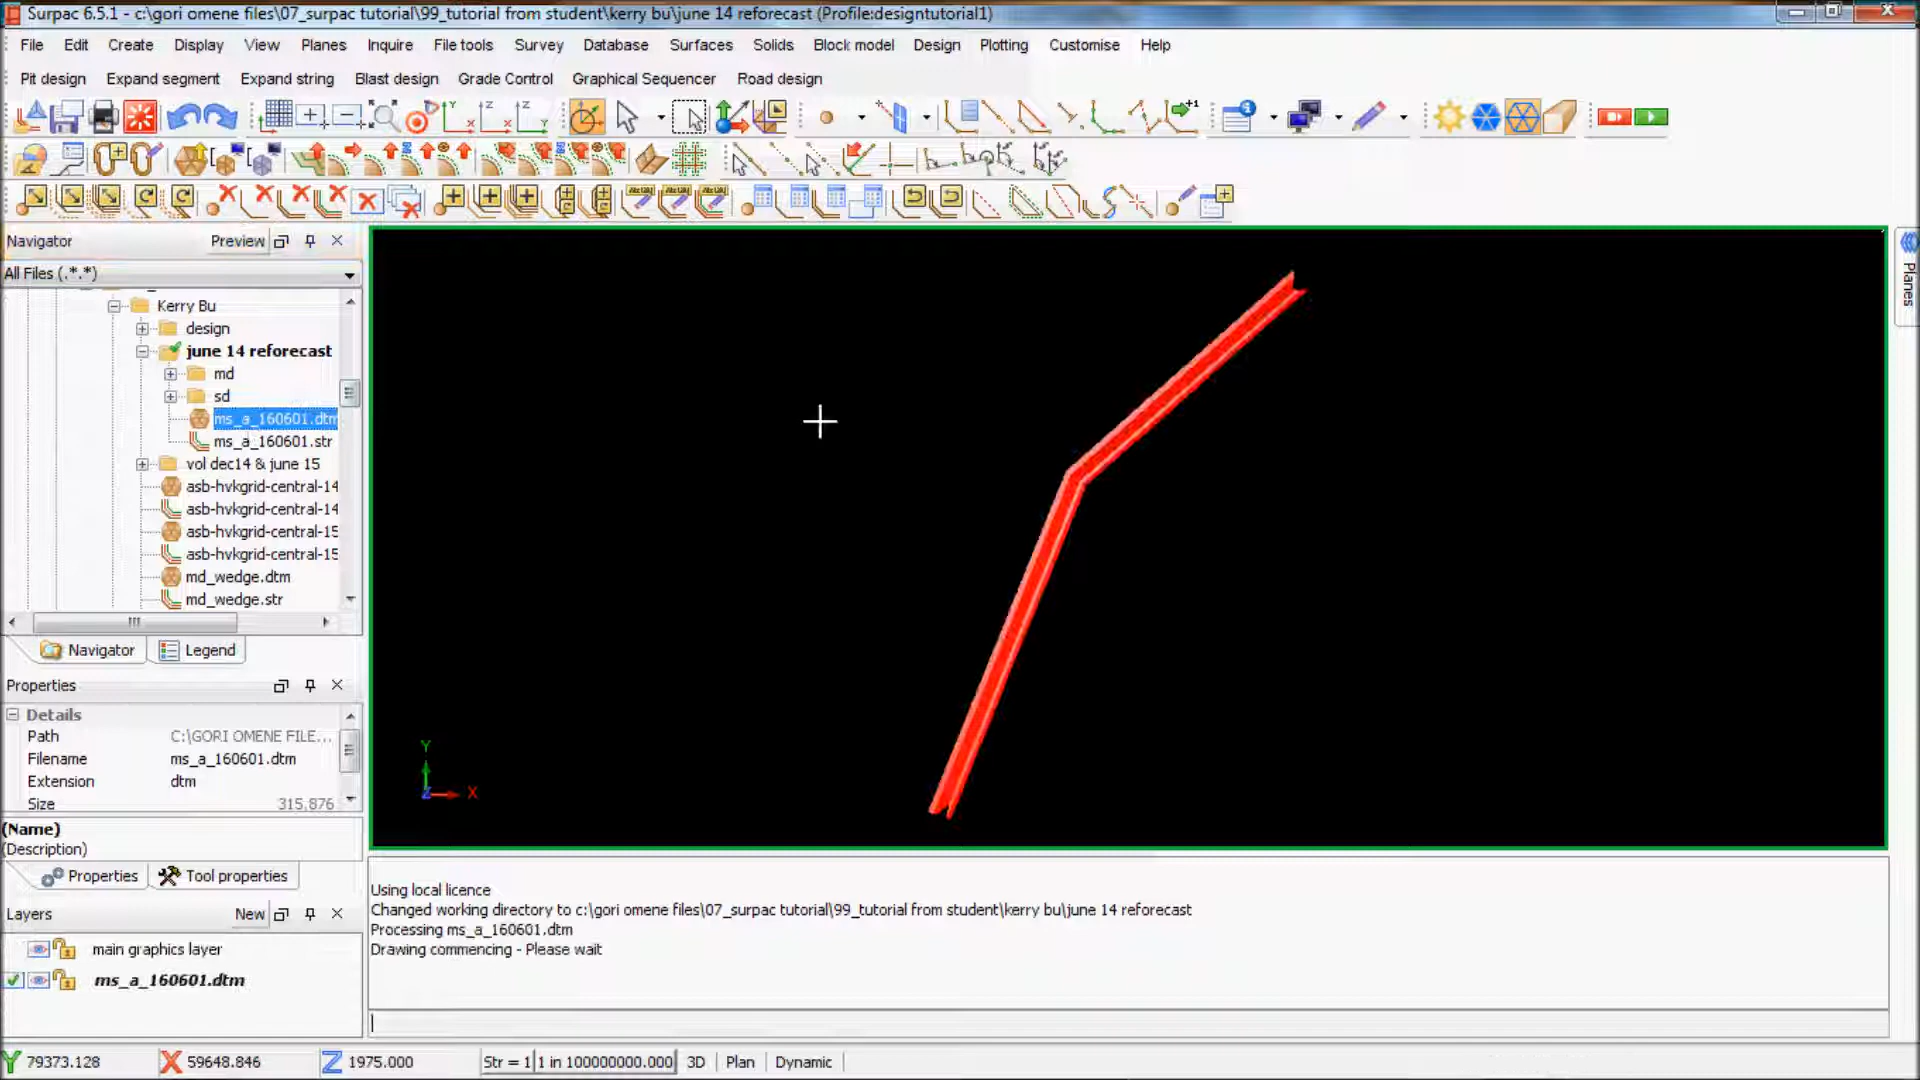 Surpac 6.5.1 - c:\gori omene files\07_surpac tutorial\99_tutorial from student\kerry bu\june 14 reforecast (Profile:designtutorial1)
File Edit Create Display View Planes Inquire File tools Survey Database Surfaces Solids Block model Design Plotting Customise Help
Pit design Expand segment Expand string Blast design Grade Control Graphical Sequencer Road design
Navigator Preview
All Files (.*.*)
Kerry Bu
design
june 14 reforecast
md
sd
ms_a_160601.dtm
ms_a_160601.str
vol dec14 & june 15
asb-hvkgrid-central-14
asb-hvkgrid-central-14
asb-hvkgrid-central-15
asb-hvkgrid-central-15
md_wedge.dtm
md_wedge.str
Navigator Legend
Properties
Details
Path C:\GORI OMENE FILE...
Filename ms_a_160601.dtm
Extension dtm
Size 315,876
(Name)
(Description)
Properties Tool properties
Layers New
main graphics layer
ms_a_160601.dtm
Planes
Y
Z X
Using local licence
Changed working directory to c:\gori omene files\07_surpac tutorial\99_tutorial from student\kerry bu\june 14 reforecast
Processing ms_a_160601.dtm
Drawing commencing - Please wait
Y 79373.128 X 59648.846 Z 1975.000 Str = 1 1 in 100000000.000 3D Plan Dynamic